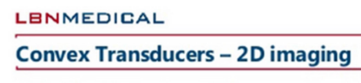 LBNMEDICAL
Convex Transducers – 2D imaging